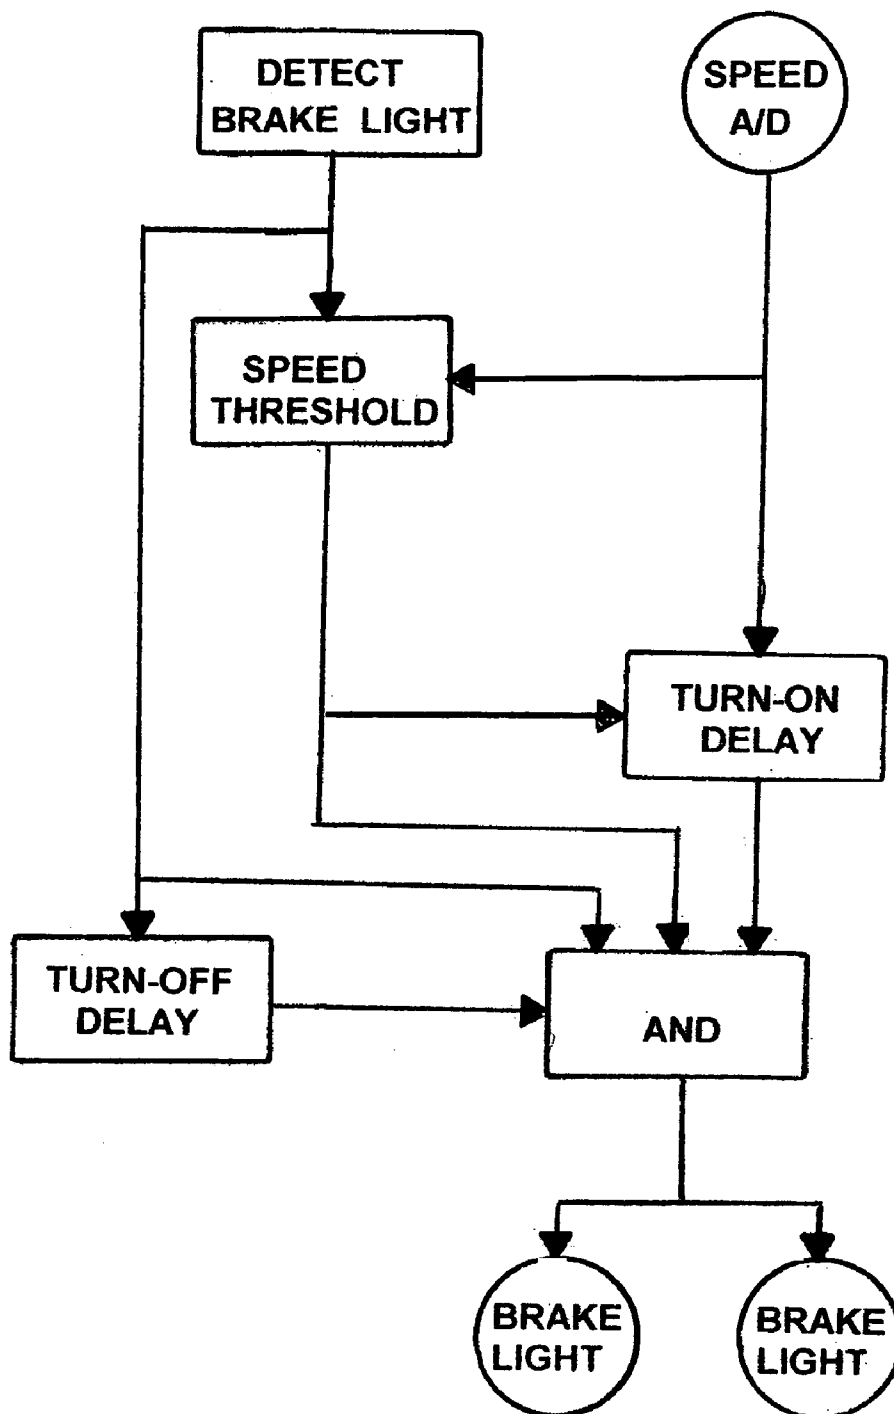 DETECT
BRAKE LIGHT
SPEED
A/D
SPEED
THRESHOLD
TURN-ON
DELAY
TURN-OFF
DELAY
AND
BRAKE
LIGHT
BRAKE
LIGHT